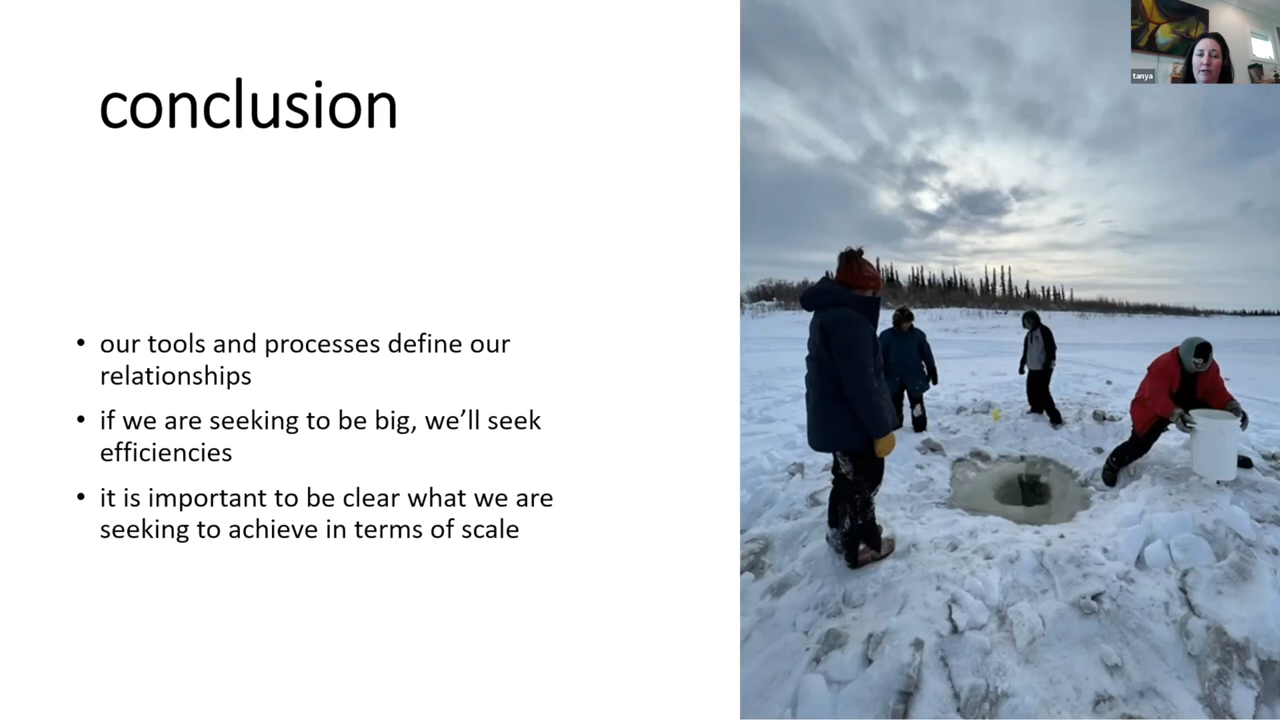 conclusion
• our tools and processes define our
relationships
• if we are seeking to be big, we’ll seek
efficiencies
• it is important to be clear what we are
seeking to achieve in terms of scale
tanya